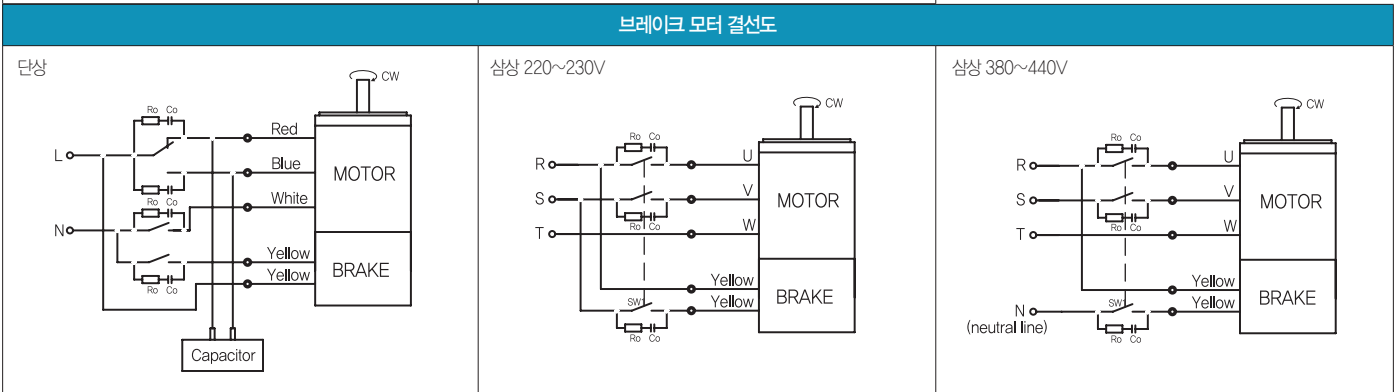 브레이크 모터 결선도
단상
CW
Ro Co
L
Red
Blue
MOTOR
White
Ro Co
Ro Co
N
Yellow
Yellow
BRAKE
Ro Co
Capacitor
삼상 220~230V
CW
Ro Co
R
U
S
V
MOTOR
T
W
Ro Co
Yellow
SW1
Yellow
BRAKE
Ro Co
삼상 380~440V
CW
Ro Co
R
U
S
V
MOTOR
T
W
Ro Co
Yellow
SW1
Yellow
BRAKE
N
(neutral line)
Ro Co